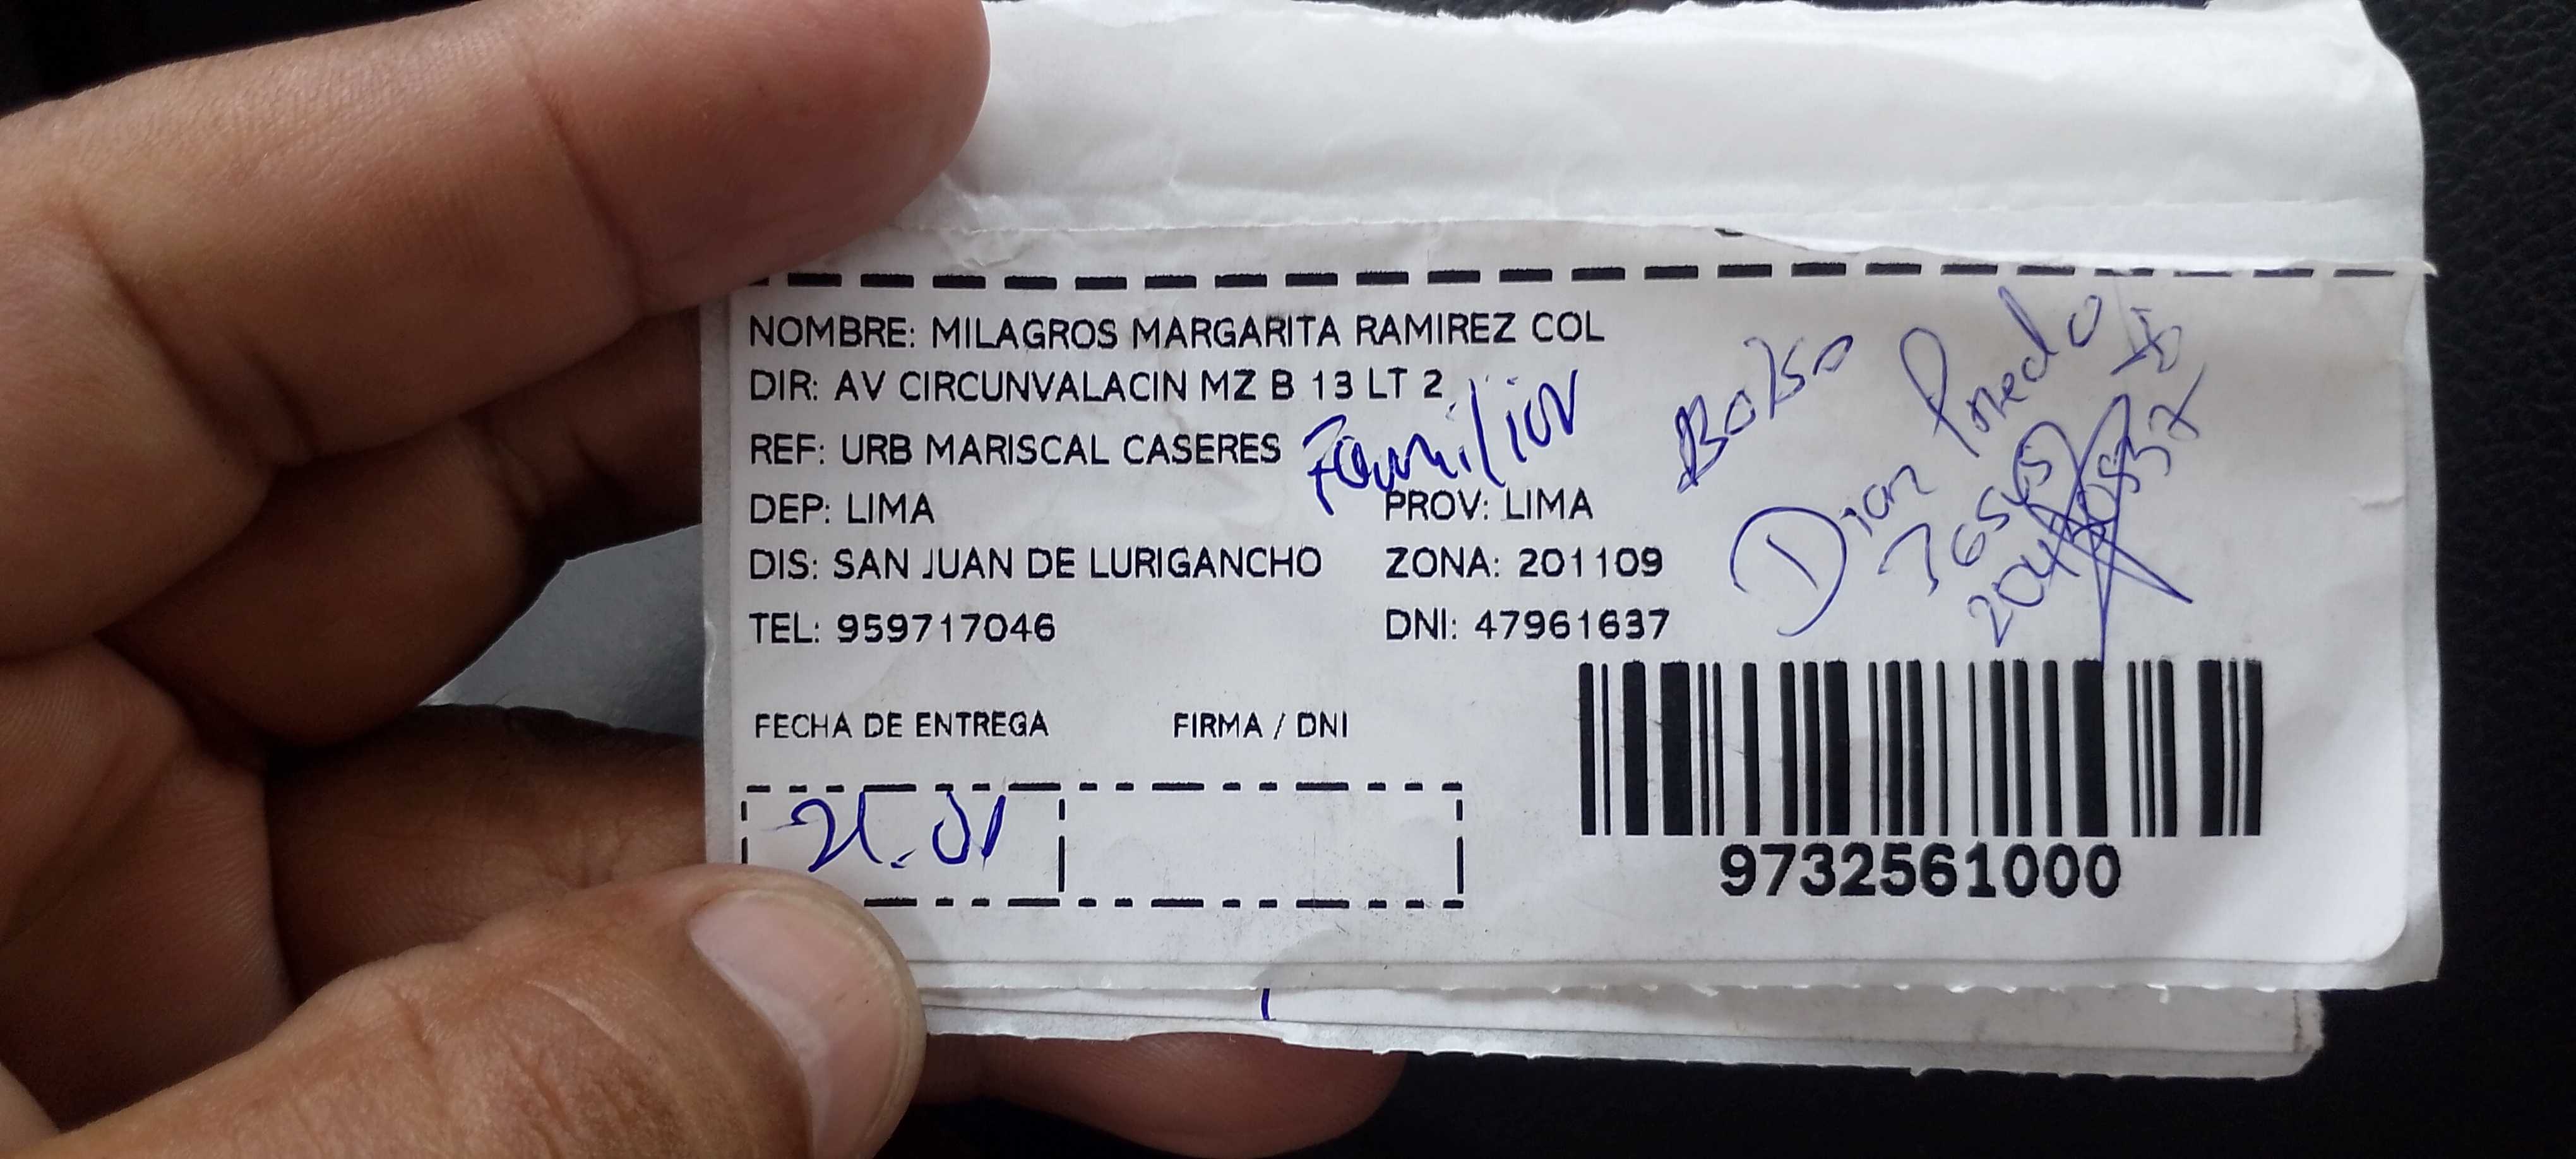 NOMBRE: MILAGROS MARGARITA RAMIREZ COL
DIR: AV CIRCUNVALACIN MZ B 13 LT 2
REF: URB MARISCAL CASERES
Familiar
DEP: LIMA PROV: LIMA
DIS: SAN JUAN DE LURIGANCHO ZONA: 201109
TEL: 959717046 DNI: 47961637
Bolso
FECHA DE ENTREGA FIRMA / DNI
21.01
9732561000